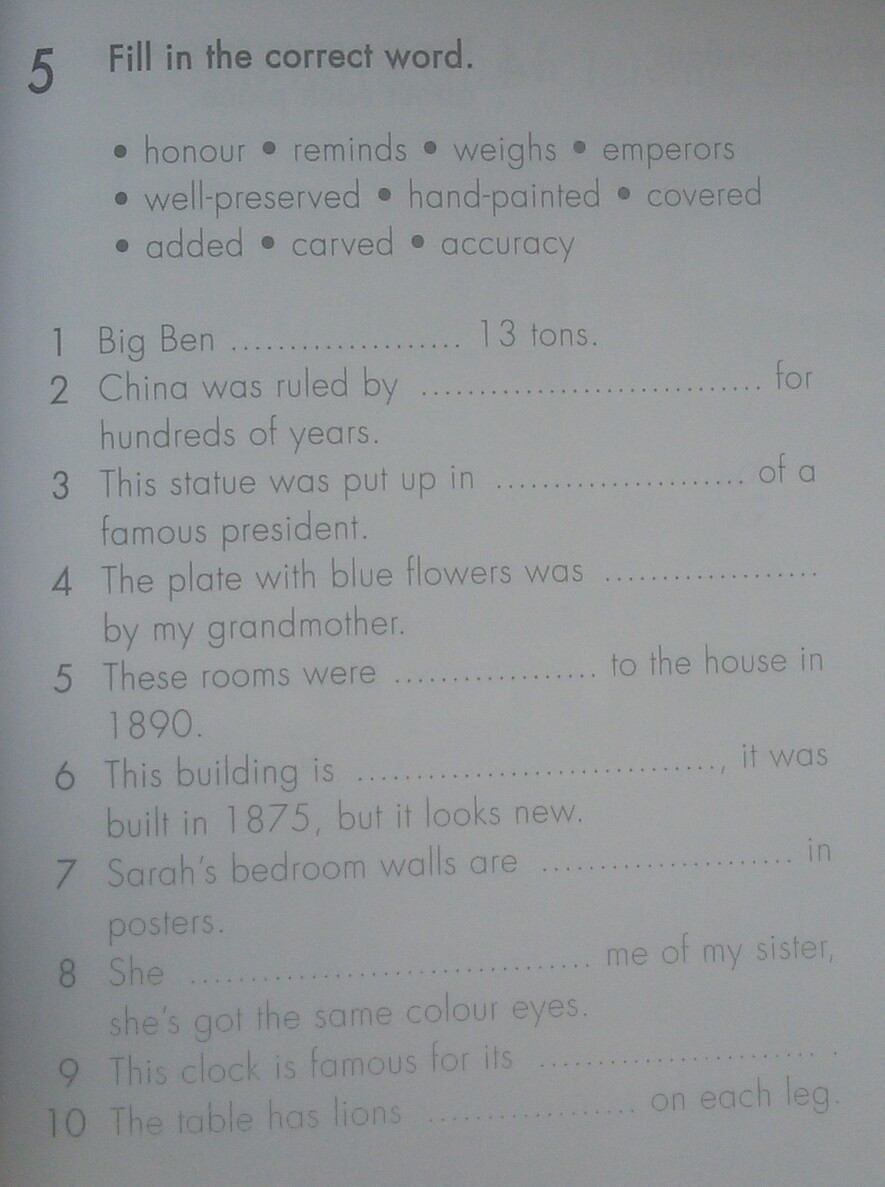 5 Fill in the correct word.
• honour • reminds • weighs • emperors
• well-preserved • hand-painted • covered
• added • carved • accuracy
1 Big Ben .................... 13 tons.
2 China was ruled by .............................. for
hundreds of years.
3 This statue was put up in ...................... of a
famous president.
4 The plate with blue flowers was ...................
by my grandmother.
5 These rooms were .................. to the house in
1890.
6 This building is ................................, it was
built in 1875, but it looks new.
7 Sarah's bedroom walls are ...................... in
posters.
8 She ................................... me of my sister,
she's got the same colour eyes.
9 This clock is famous for its ......................... .
10 The table has lions .................. on each leg.